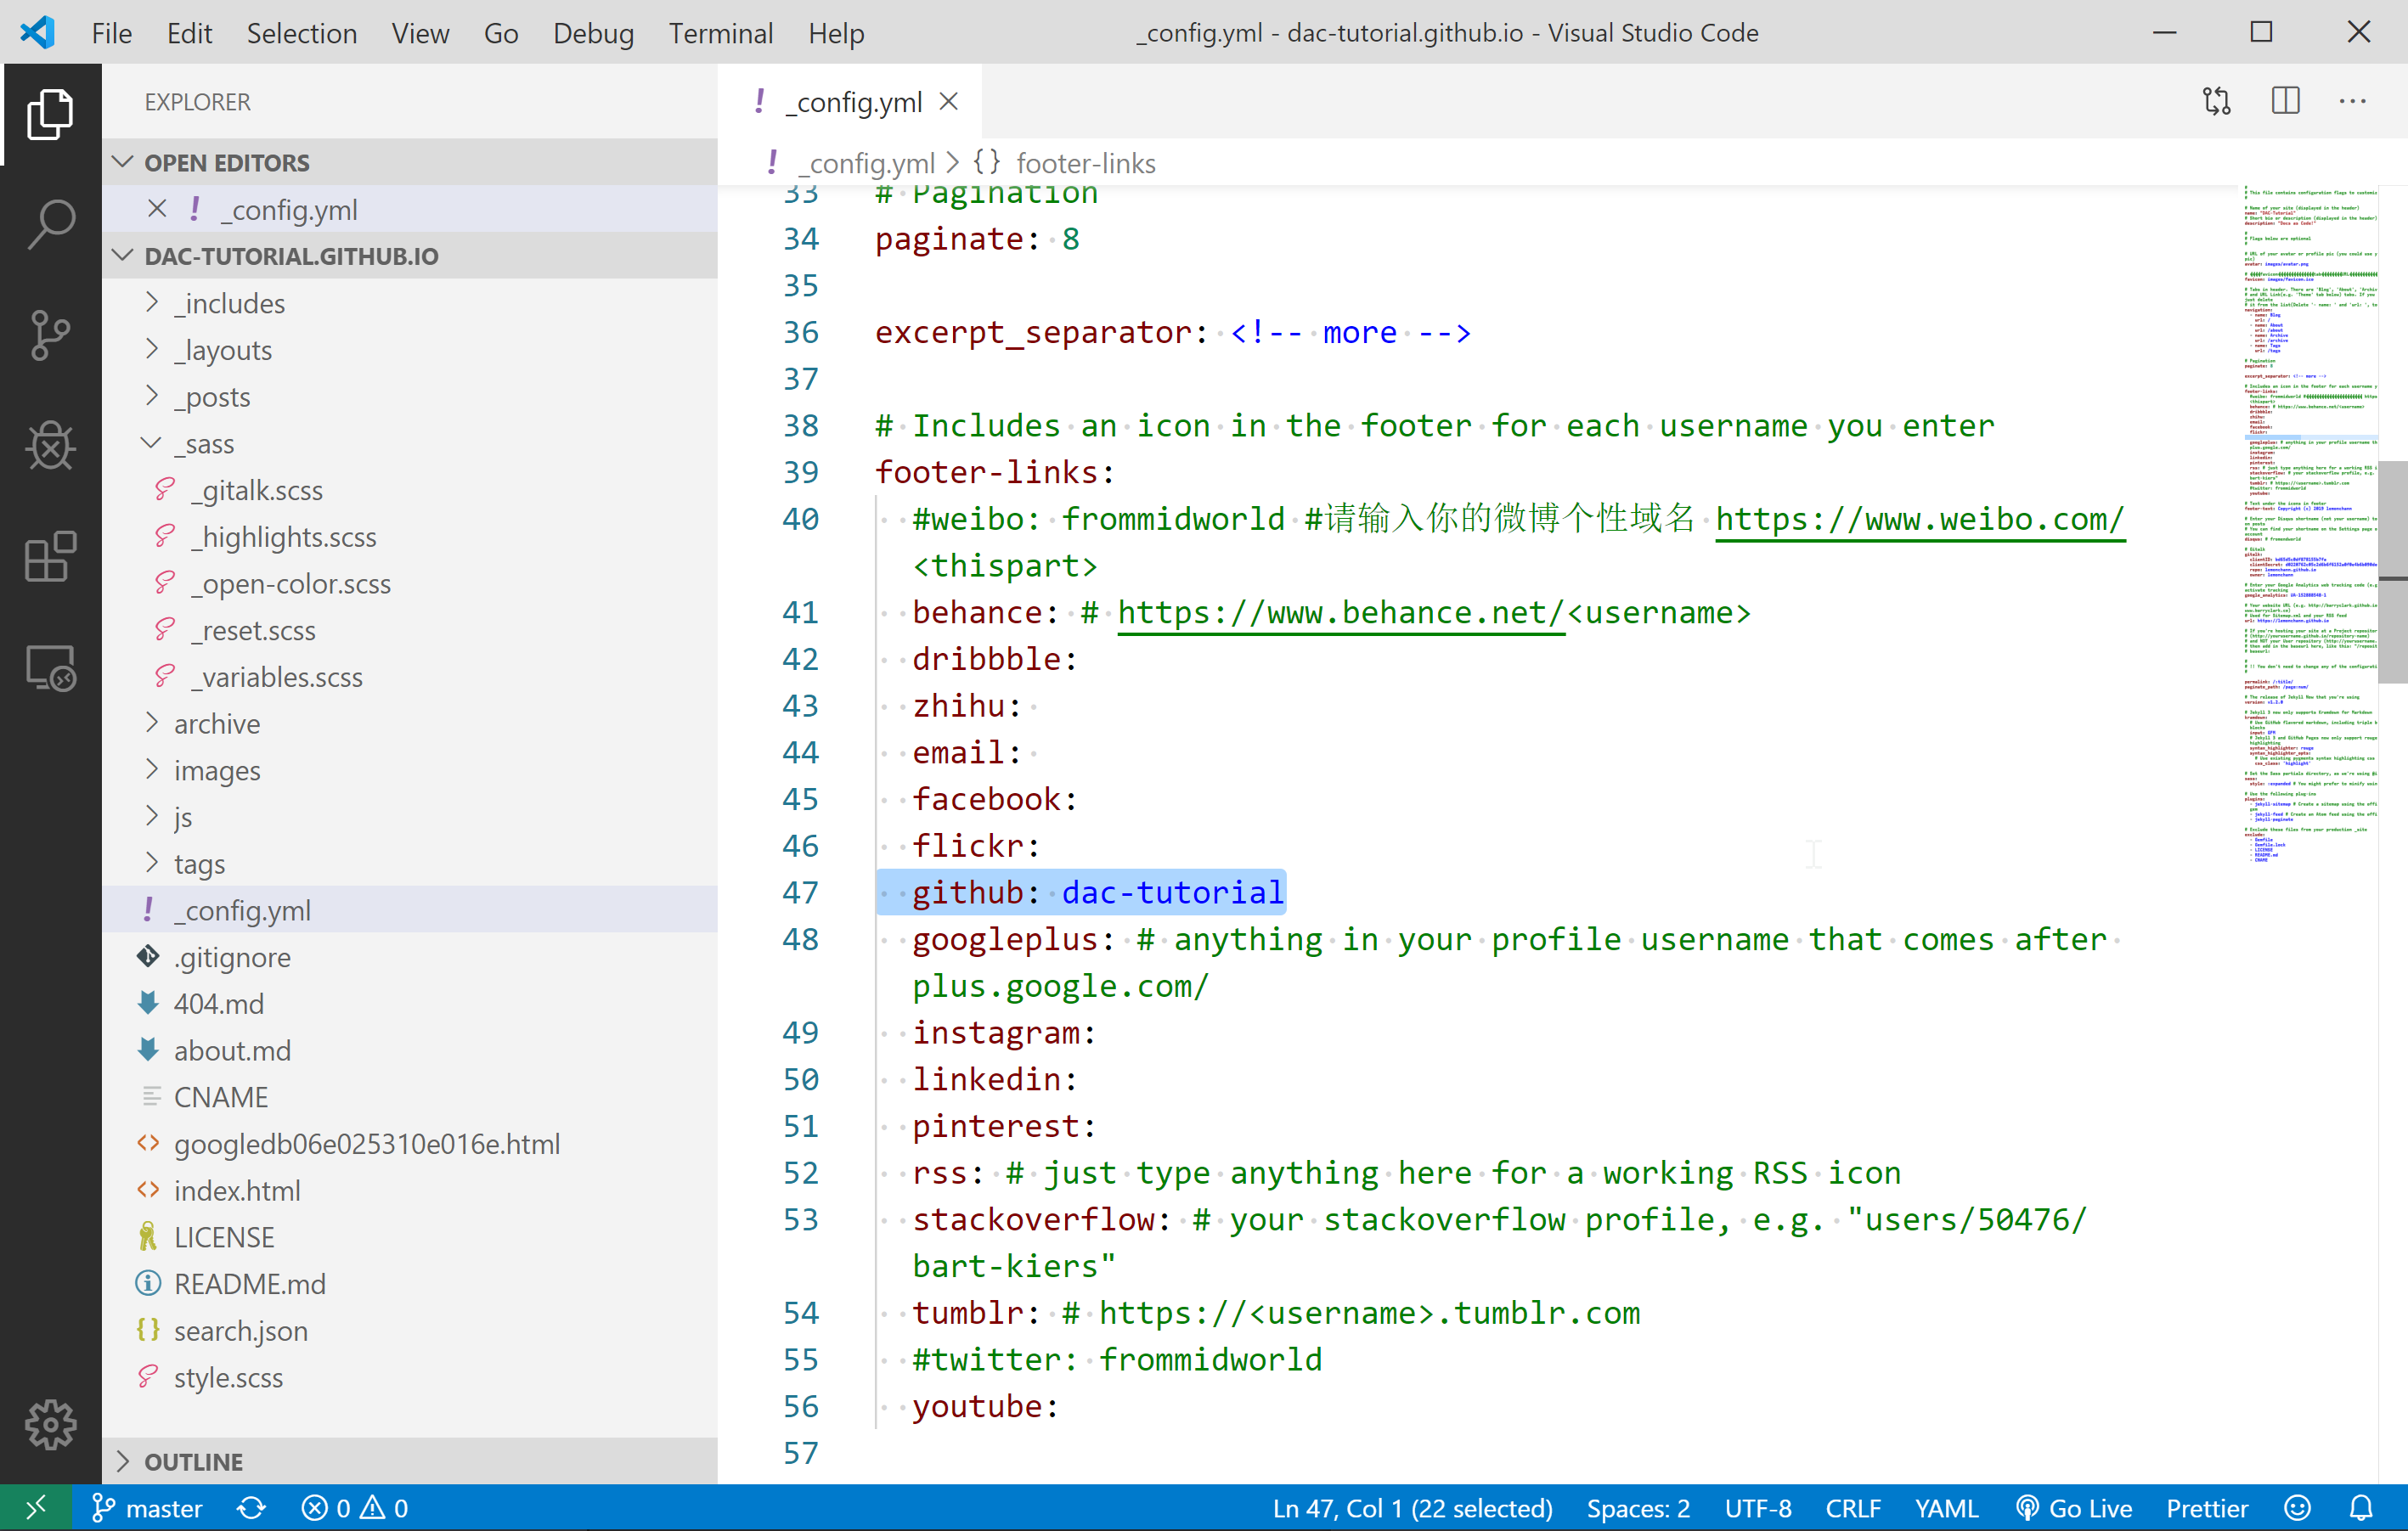 File Edit Selection View Go Debug Terminal Help
_config.yml - dac-tutorial.github.io - Visual Studio Code
EXPLORER
OPEN EDITORS
! _config.yml
DAC-TUTORIAL.GITHUB.IO
_includes
_layouts
_posts
_sass
_gitalk.scss
_highlights.scss
_open-color.scss
_reset.scss
_variables.scss
archive
images
js
tags
! _config.yml
.gitignore
404.md
about.md
CNAME
googledb06e025310e016e.html
index.html
LICENSE
README.md
search.json
style.scss
OUTLINE
! _config.yml
! _config.yml > {} footer-links
33 # Pagination
34 paginate: 8
35
36 excerpt_separator: <!-- more -->
37
38 # Includes an icon in the footer for each username you enter
39 footer-links:
40 #weibo: frommidworld #请输入你的微博个性域名 https://www.weibo.com/
<thispart>
41 behance: # https://www.behance.net/<username>
42 dribbble:
43 zhihu:
44 email:
45 facebook:
46 flickr:
47 github: dac-tutorial
48 googleplus: # anything in your profile username that comes after
plus.google.com/
49 instagram:
50 linkedin:
51 pinterest:
52 rss: # just type anything here for a working RSS icon
53 stackoverflow: # your stackoverflow profile, e.g. "users/50476/
bart-kiers"
54 tumblr: # https://<username>.tumblr.com
55 #twitter: frommidworld
56 youtube:
57
master 0 0 Ln 47, Col 1 (22 selected) Spaces: 2 UTF-8 CRLF YAML Go Live Prettier